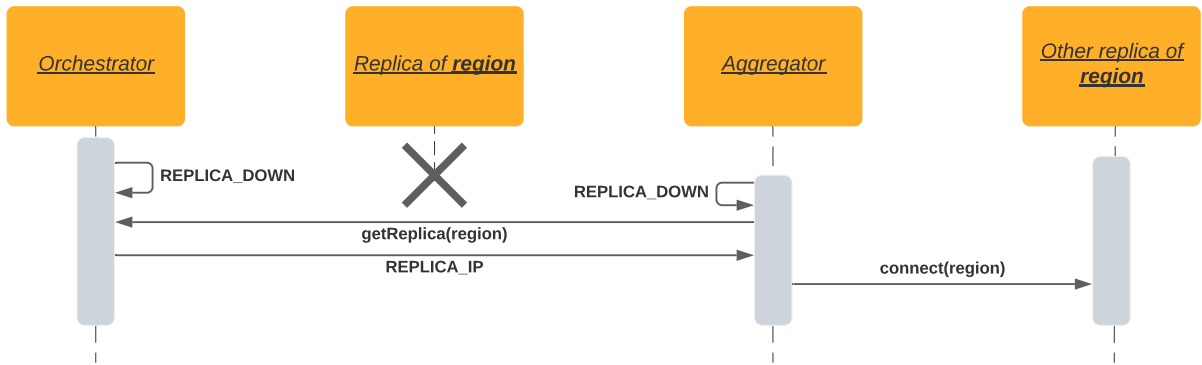 Orchestrator
Replica of region
Aggregator
Other replica of
region
REPLICA_DOWN
REPLICA_DOWN
getReplica(region)
REPLICA_IP
connect(region)